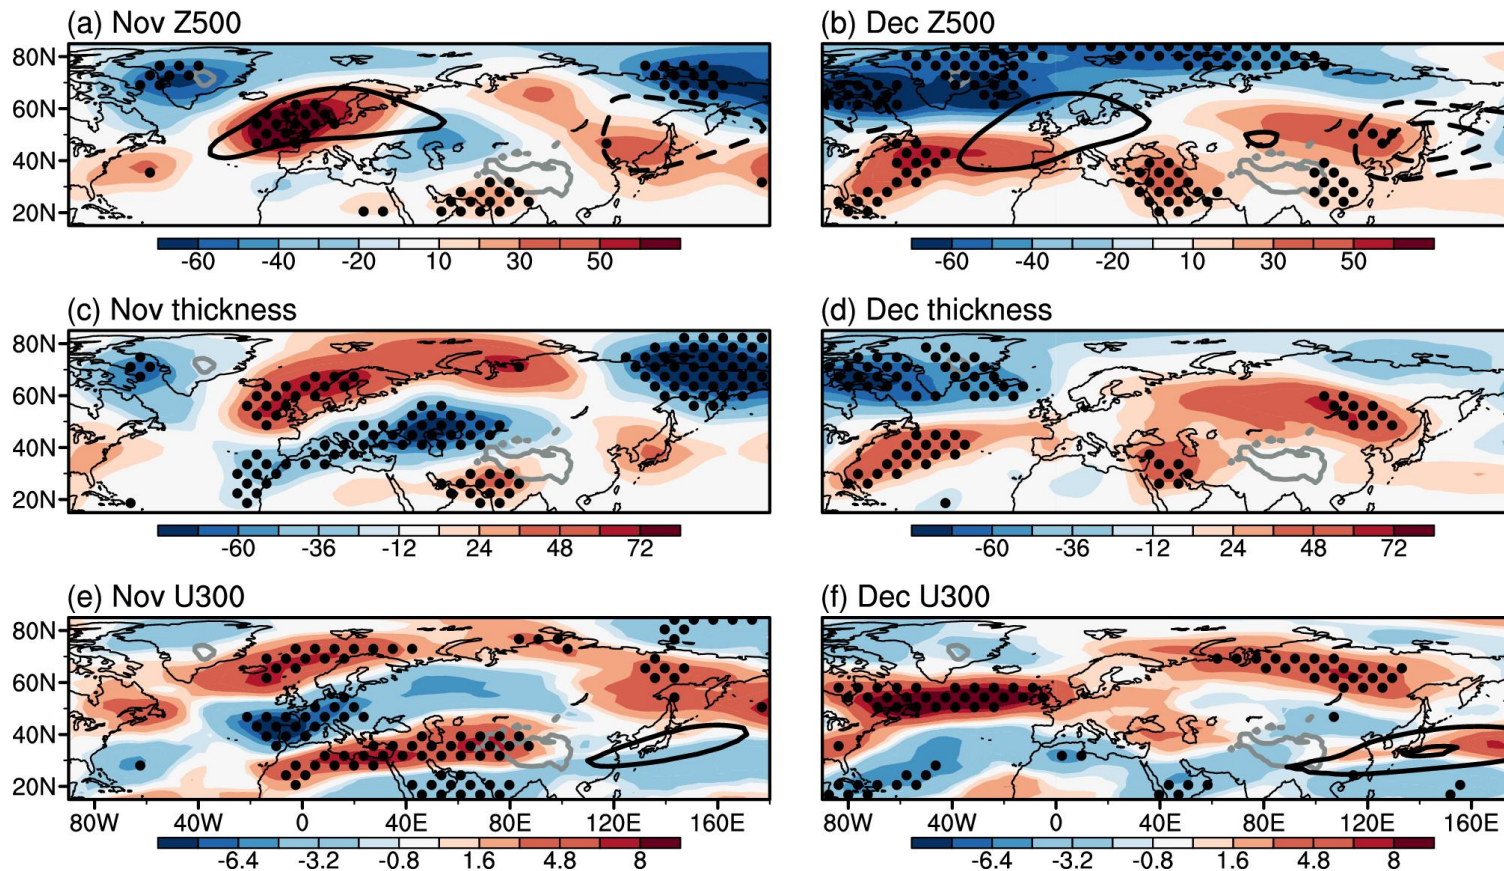 (a) Nov Z500
(b) Dec Z500
80N
60N
40N
20N
-60 -40 -20 10 30 50
-60 -40 -20 10 30 50
(c) Nov thickness
(d) Dec thickness
80N
60N
40N
20N
-60 -36 -12 24 48 72
-60 -36 -12 24 48 72
(e) Nov U300
(f) Dec U300
80N
60N
40N
20N
80W 40W 0 40E 80E 120E 160E
80W 40W 0 40E 80E 120E 160E
-6.4 -3.2 -0.8 1.6 4.8 8
-6.4 -3.2 -0.8 1.6 4.8 8